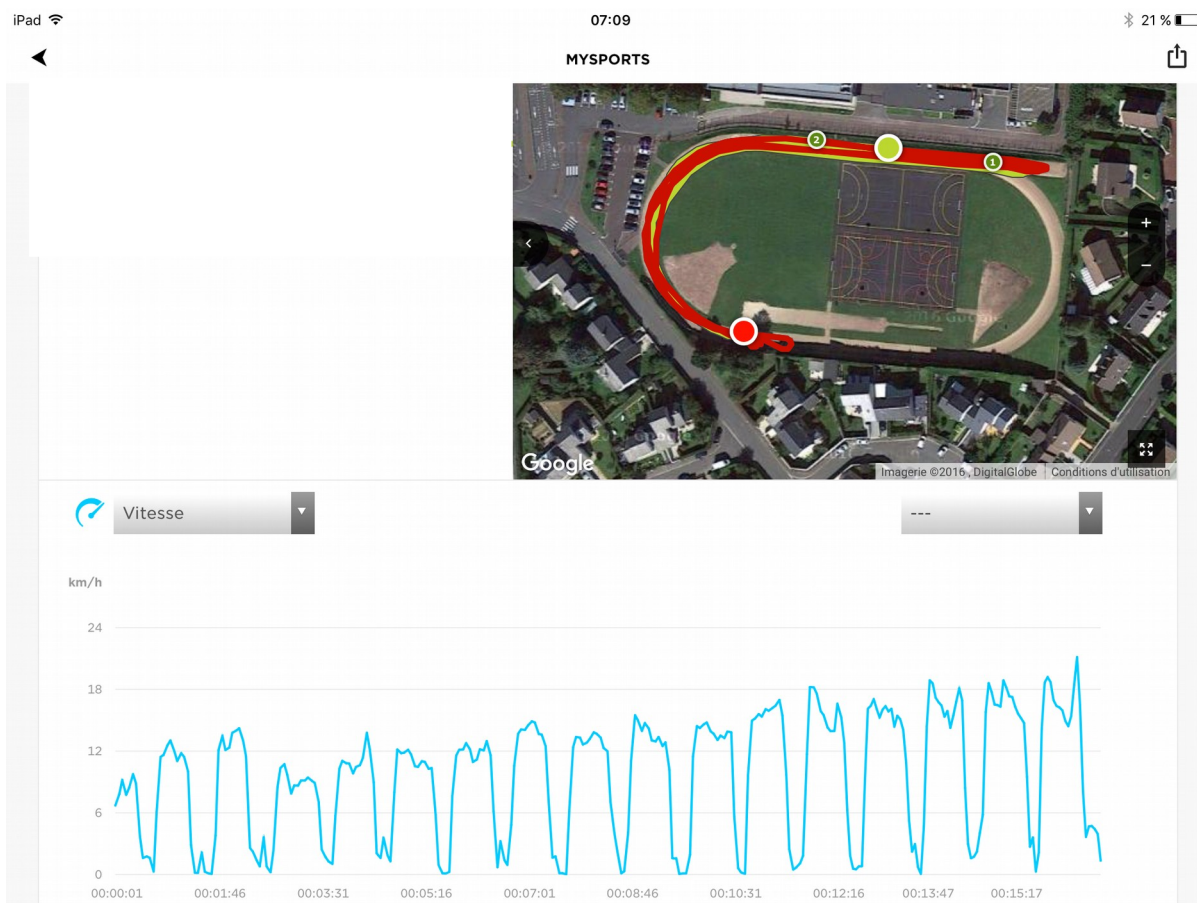 iPad 07:09 21 %
MYSPORTS
2
1
+
2016 Google
−
Google
Imagerie ©2016 , DigitalGlobe Conditions d'utilisation
Vitesse ---
km/h
24
18
12
6
0
00:00:01 00:01:46 00:03:31 00:05:16 00:07:01 00:08:46 00:10:31 00:12:16 00:13:47 00:15:17